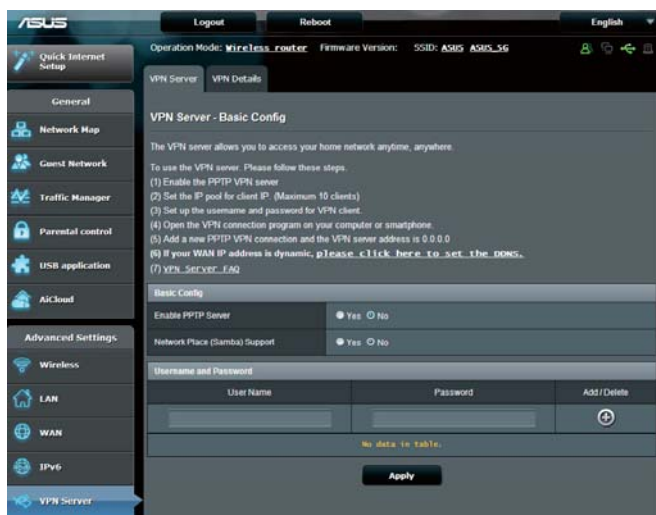 ASUS
Logout
Reboot
English
Quick Internet Setup
Operation Mode: Wireless router Firmware Version: SSID: ASUS ASUS_5G
VPN Server
VPN Details
General
Network Map
Guest Network
Traffic Manager
Parental control
USB application
AiCloud
Advanced Settings
Wireless
LAN
WAN
IPv6
VPN Server
VPN Server - Basic Config
The VPN server allows you to access your home network anytime, anywhere.
To use the VPN server. Please follow these steps.
(1) Enable the PPTP VPN server
(2) Set the IP pool for client IP. (Maximum 10 clients)
(3) Set up the username and password for VPN client.
(4) Open the VPN connection program on your computer or smartphone.
(5) Add a new PPTP VPN connection and the VPN server address is 0.0.0.0
(6) If your WAN IP address is dynamic, please click here to set the DDNS.
(7) VPN Server FAQ
Basic Config
Enable PPTP Server
Yes No
Network Place (Samba) Support
Yes No
Username and Password
User Name
Password
Add / Delete
No data in table.
Apply